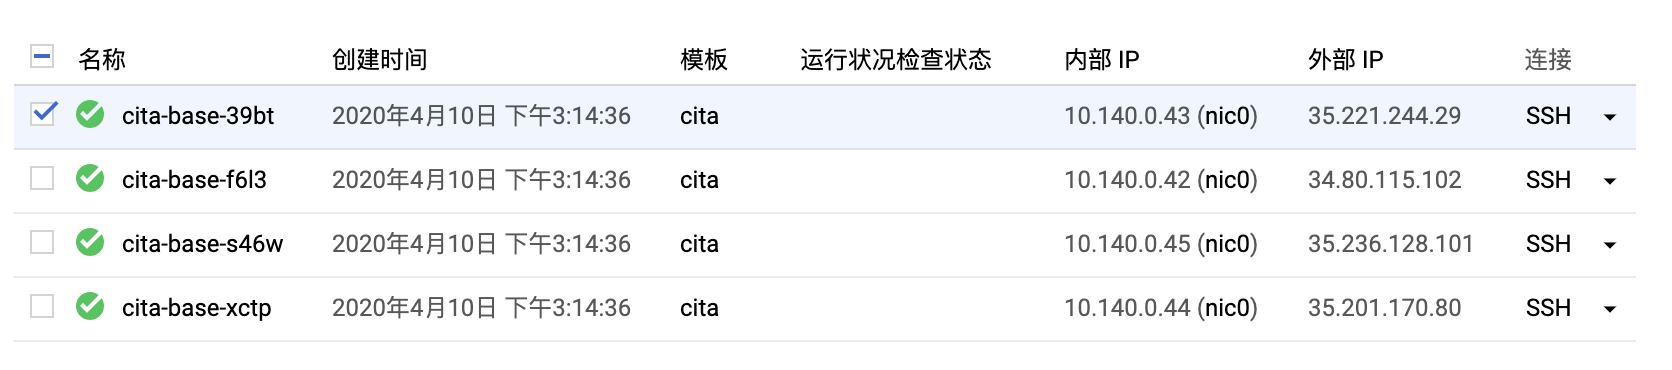 名称 创建时间 模板 运行状况检查状态 内部 IP 外部 IP 连接
cita-base-39bt 2020年4月10日 下午3:14:36 cita 10.140.0.43 (nic0) 35.221.244.29 SSH
cita-base-f6l3 2020年4月10日 下午3:14:36 cita 10.140.0.42 (nic0) 34.80.115.102 SSH
cita-base-s46w 2020年4月10日 下午3:14:36 cita 10.140.0.45 (nic0) 35.236.128.101 SSH
cita-base-xctp 2020年4月10日 下午3:14:36 cita 10.140.0.44 (nic0) 35.201.170.80 SSH